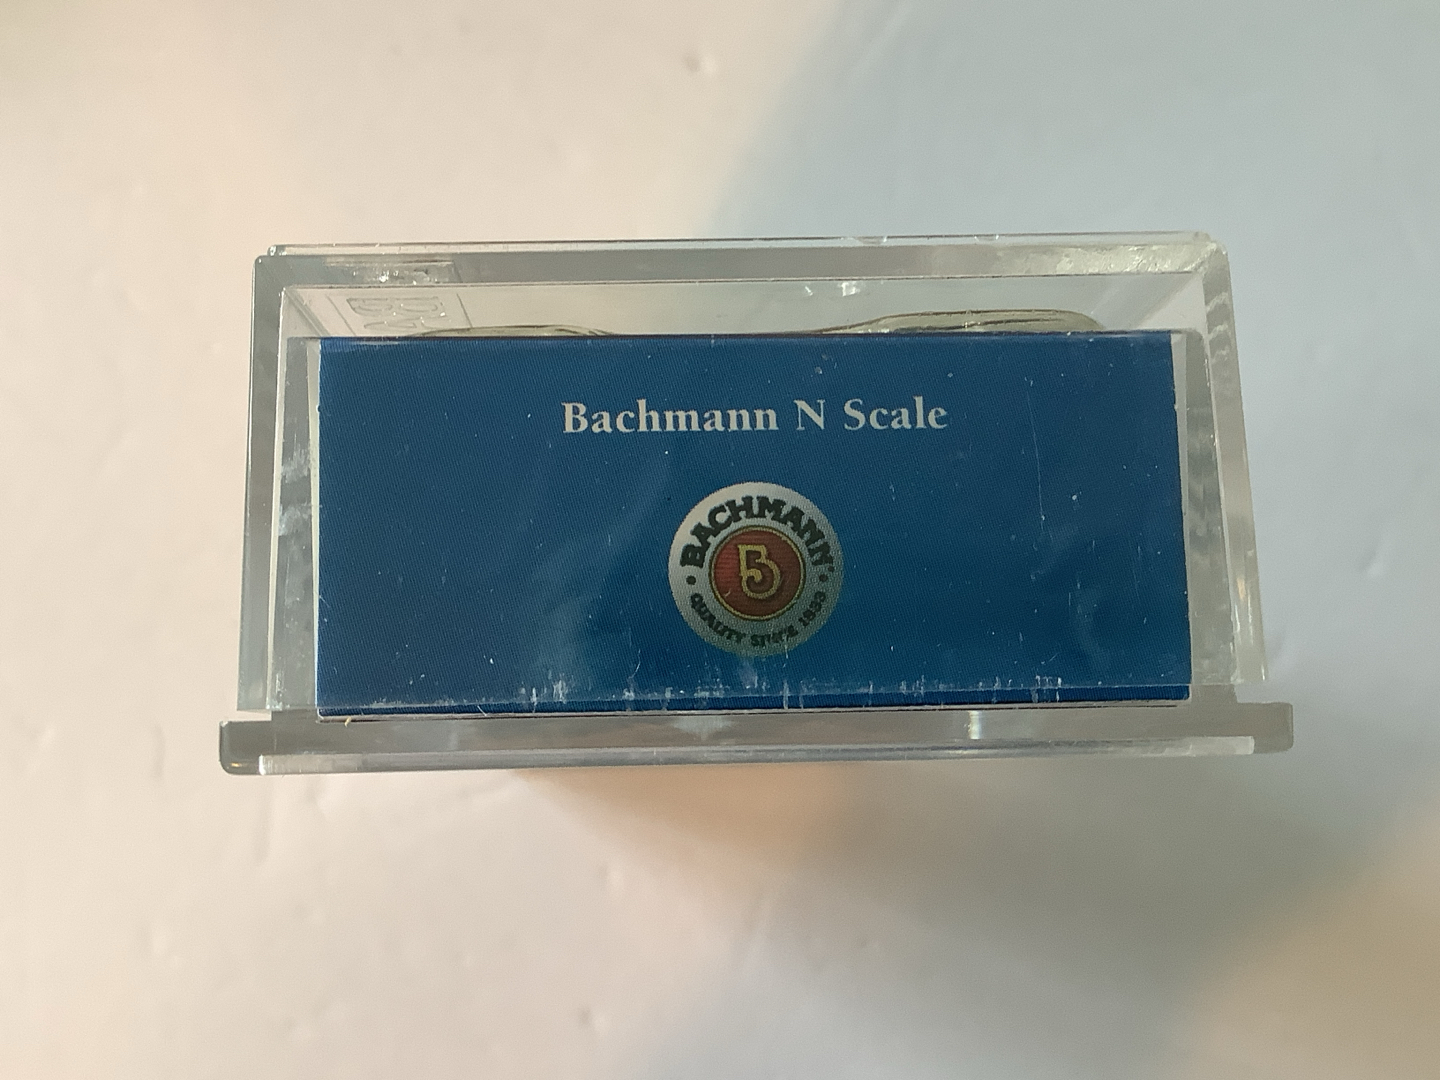 Bachmann N Scale
BACHMANN
B
QUALITY SINCE 1833